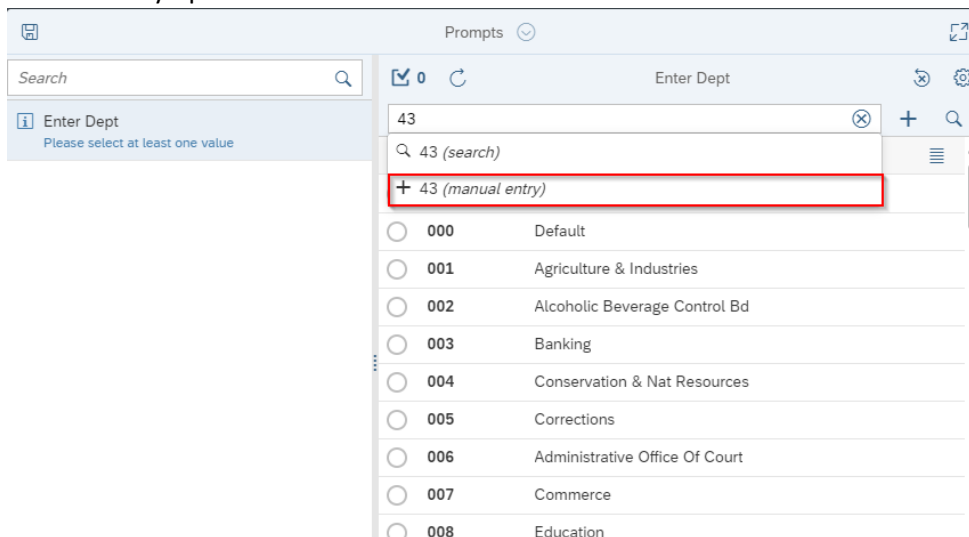 Prompts
Search
0
Enter Dept
Enter Dept
Please select at least one value
43
43 (search)
43 (manual entry)
000 Default
001 Agriculture & Industries
002 Alcoholic Beverage Control Bd
003 Banking
004 Conservation & Nat Resources
005 Corrections
006 Administrative Office Of Court
007 Commerce
008 Education